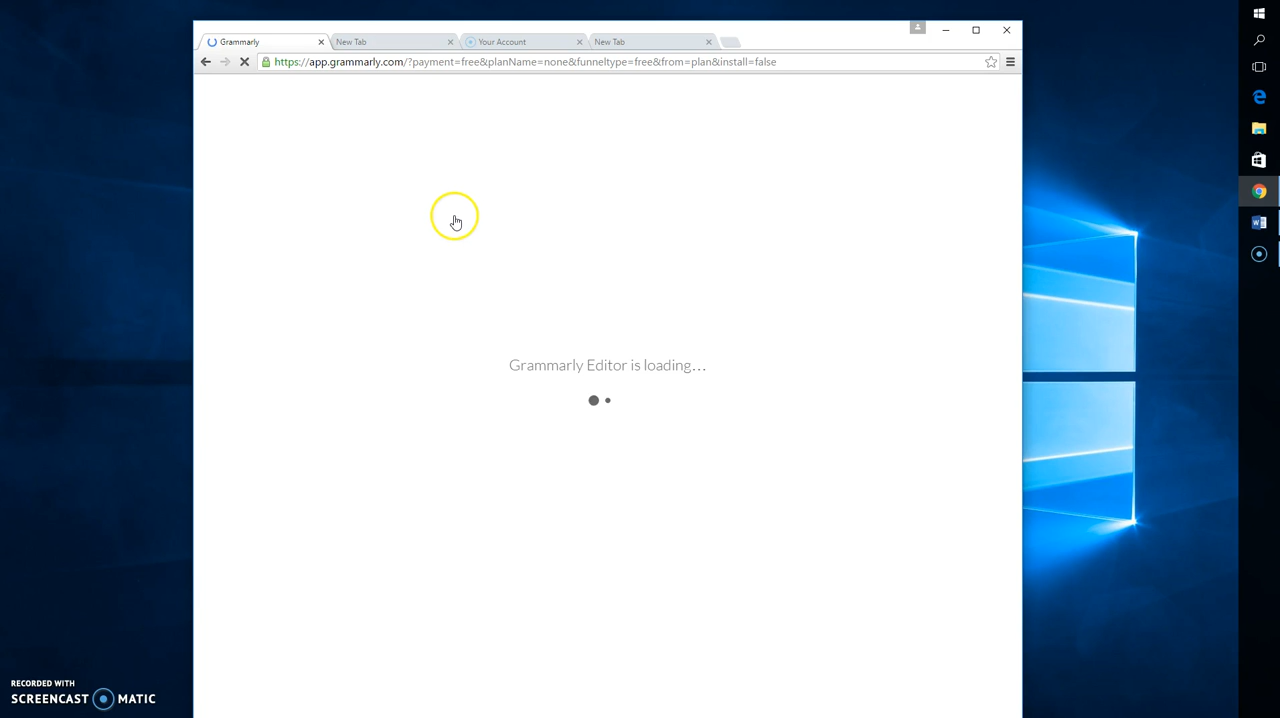 Grammarly
New Tab
Your Account
New Tab
https://app.grammarly.com/?payment=free&planName=none&funneltype=free&from=plan&install=false
Grammarly Editor is loading...
RECORDED WITH
SCREENCAST MATIC